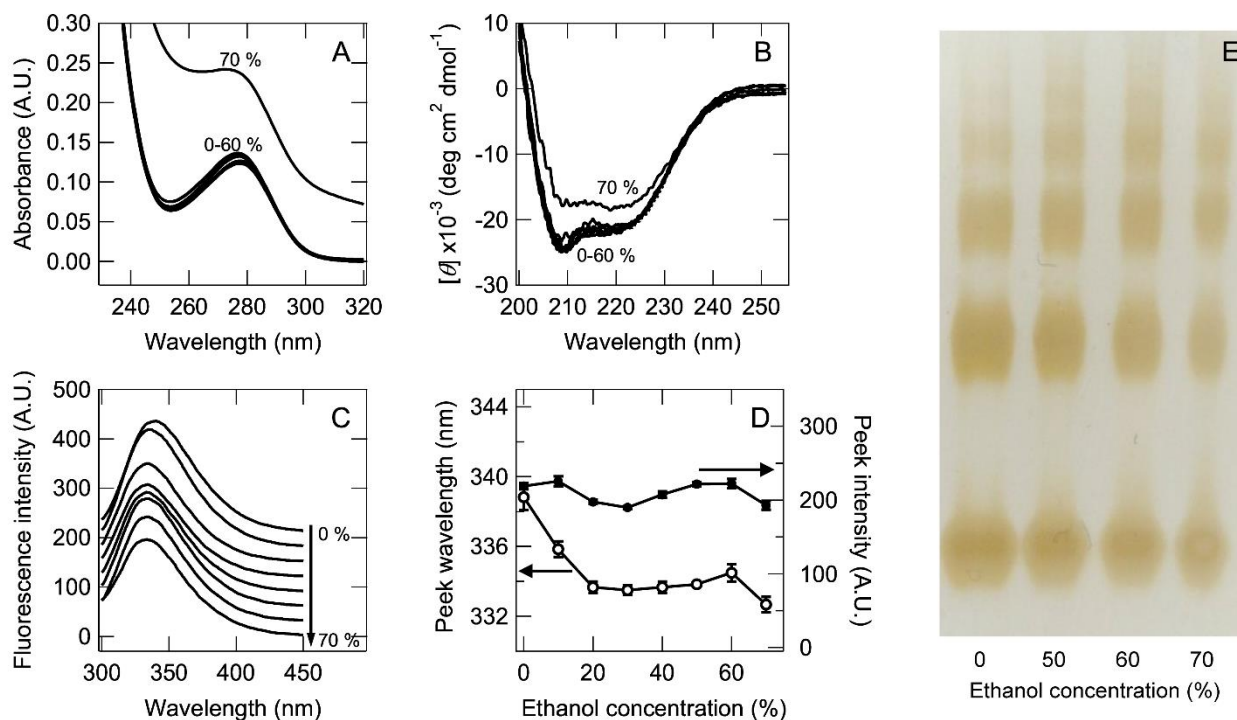 A
0.30
0.25
0.20
0.15
0.10
0.05
0.00
Absorbance (A.U.)
70 %
0-60 %
240 260 280 300 320
Wavelength (nm)
B
10
0
-10
-20
-30
[θ] x10⁻³ (deg cm² dmol⁻¹)
70 %
0-60 %
200 210 220 230 240 250
Wavelength (nm)
C
500
400
300
200
100
0
Fluorescence intensity (A.U.)
0 %
70 %
300 350 400 450
Wavelength (nm)
D
344
340
336
333
Peek wavelength (nm)
300
200
100
0
Peek intensity (A.U.)
0 20 40 60
Ethanol concentration (%)
E
0 50 60 70
Ethanol concentration (%)